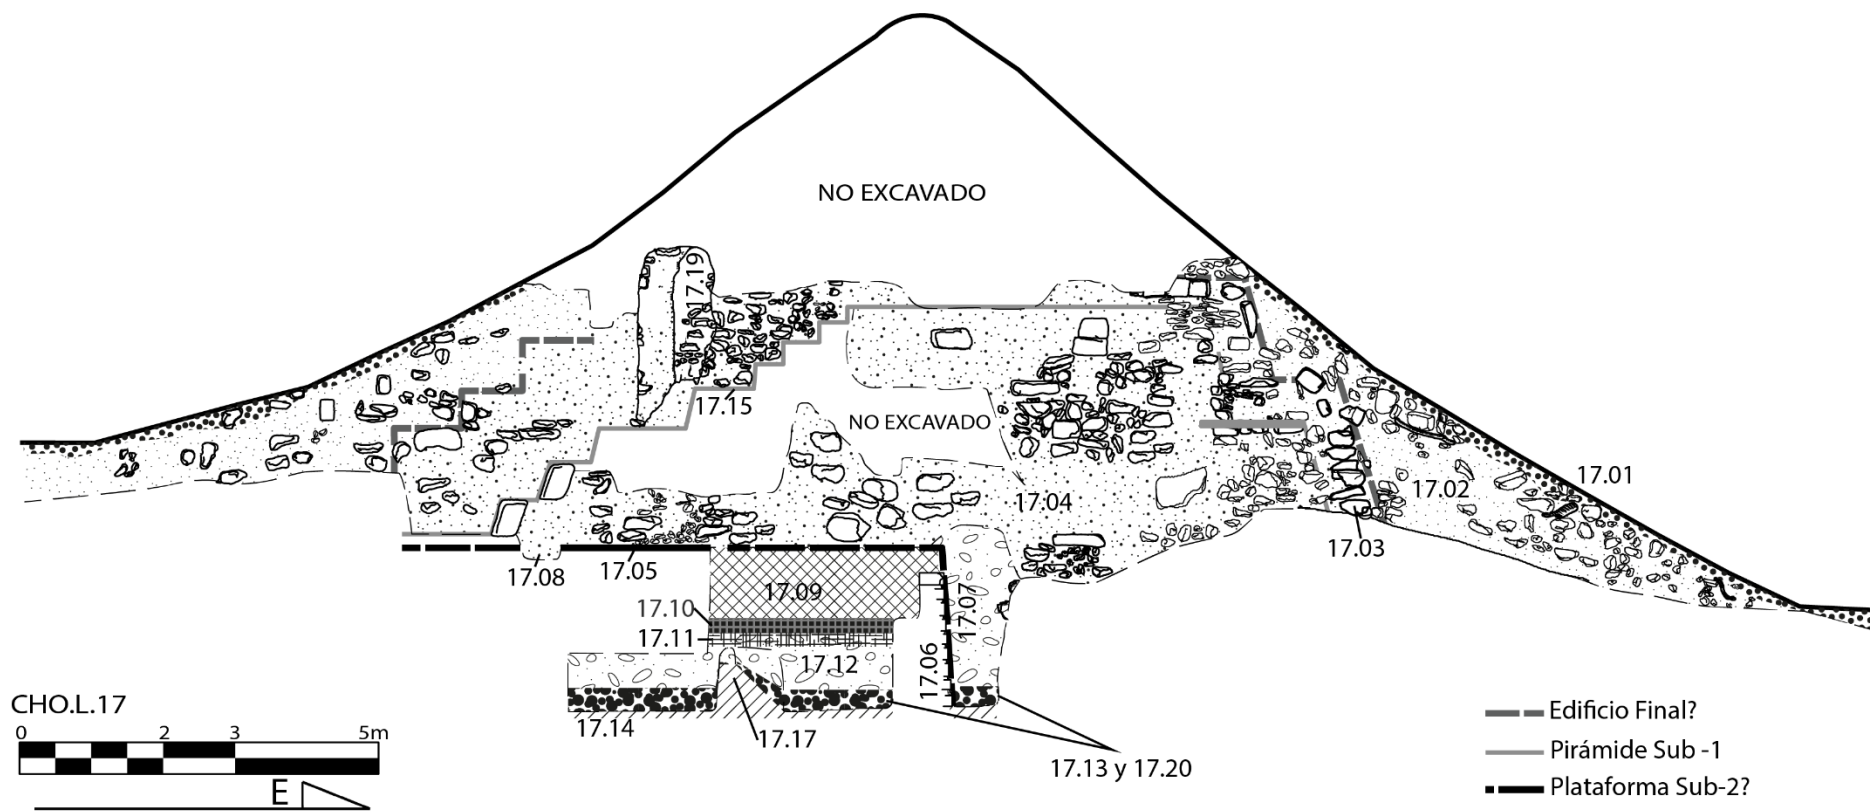 NO EXCAVADO
17.19
17.15
NO EXCAVADO
17.04
17.02
17.01
17.03
17.08
17.05
17.09
17.07
17.10
17.11
17.12
17.06
17.14
17.17
17.13 y 17.20
CHO.L.17
0 2 3 5m
E
Edificio Final?
Pirámide Sub -1
Plataforma Sub-2?